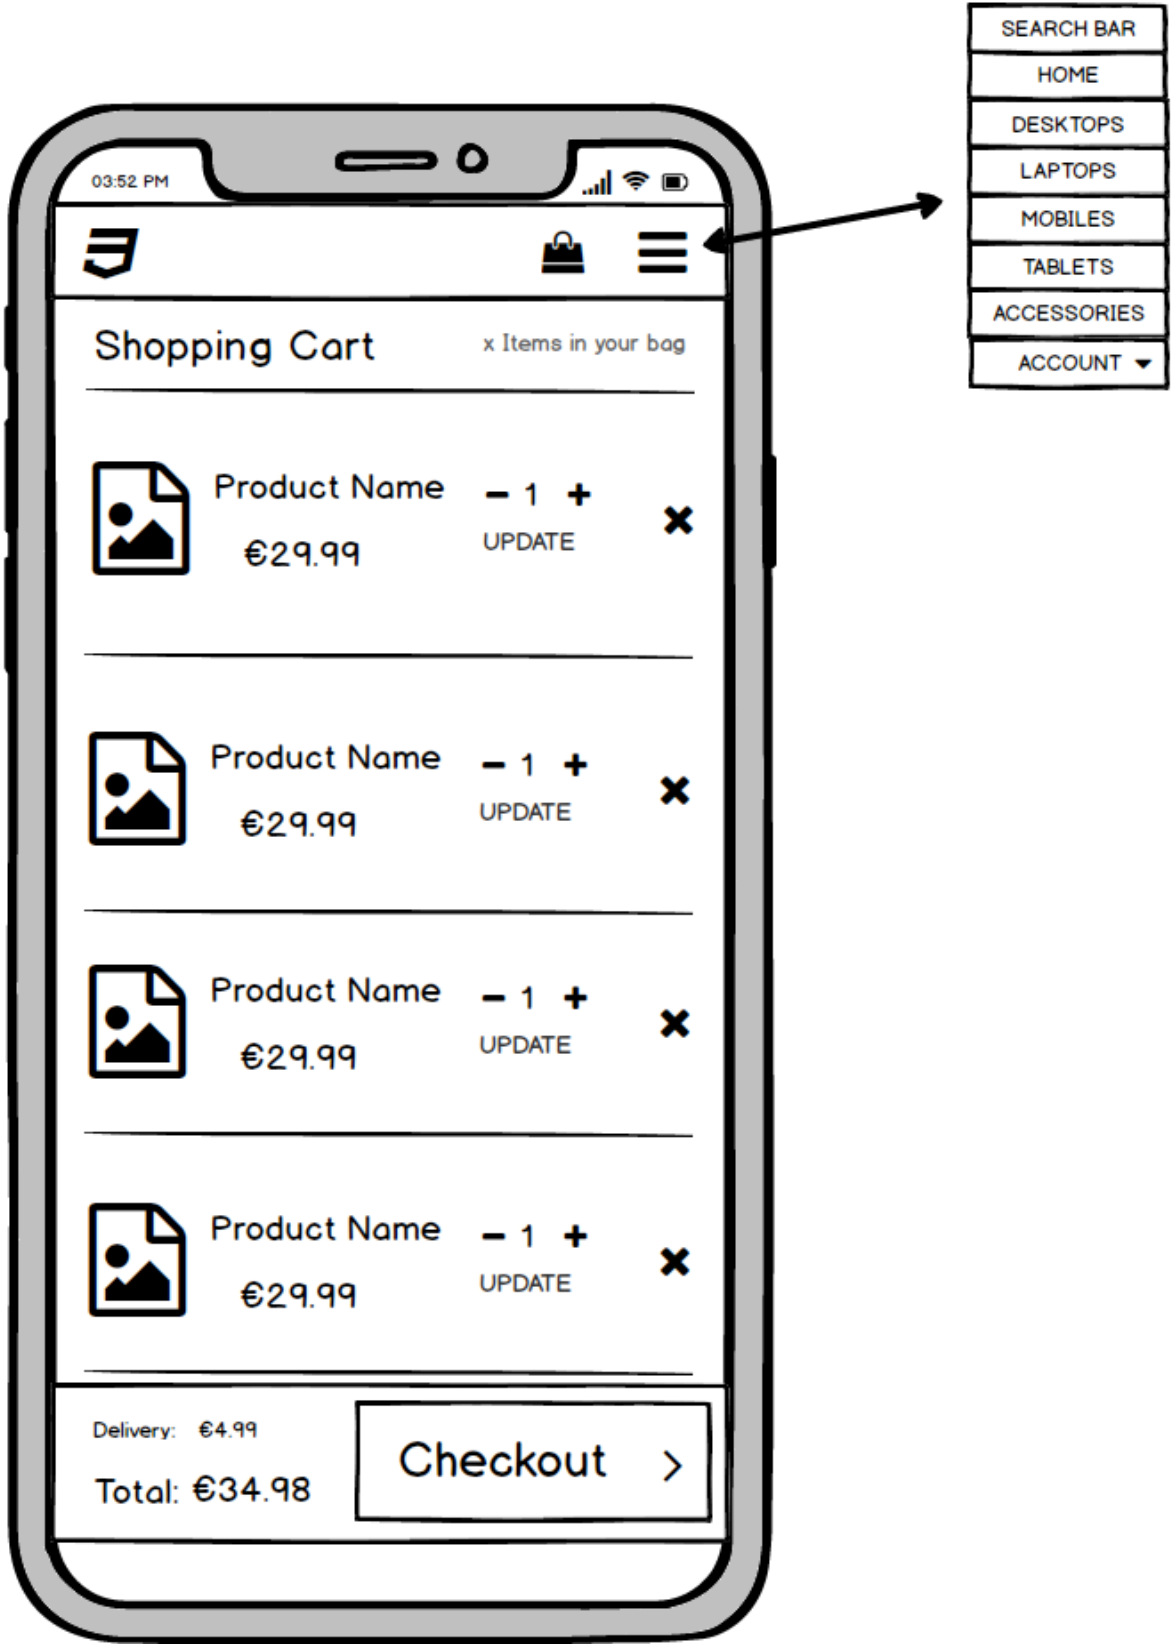 SEARCH BAR
HOME
DESKTOPS
LAPTOPS
MOBILES
TABLETS
ACCESSORIES
ACCOUNT
03:52 PM
Shopping Cart
x Items in your bag
Product Name
- 1 +
€29.99
UPDATE
Product Name
- 1 +
€29.99
UPDATE
Product Name
- 1 +
€29.99
UPDATE
Product Name
- 1 +
€29.99
UPDATE
Delivery: €4.99
Total: €34.98
Checkout >